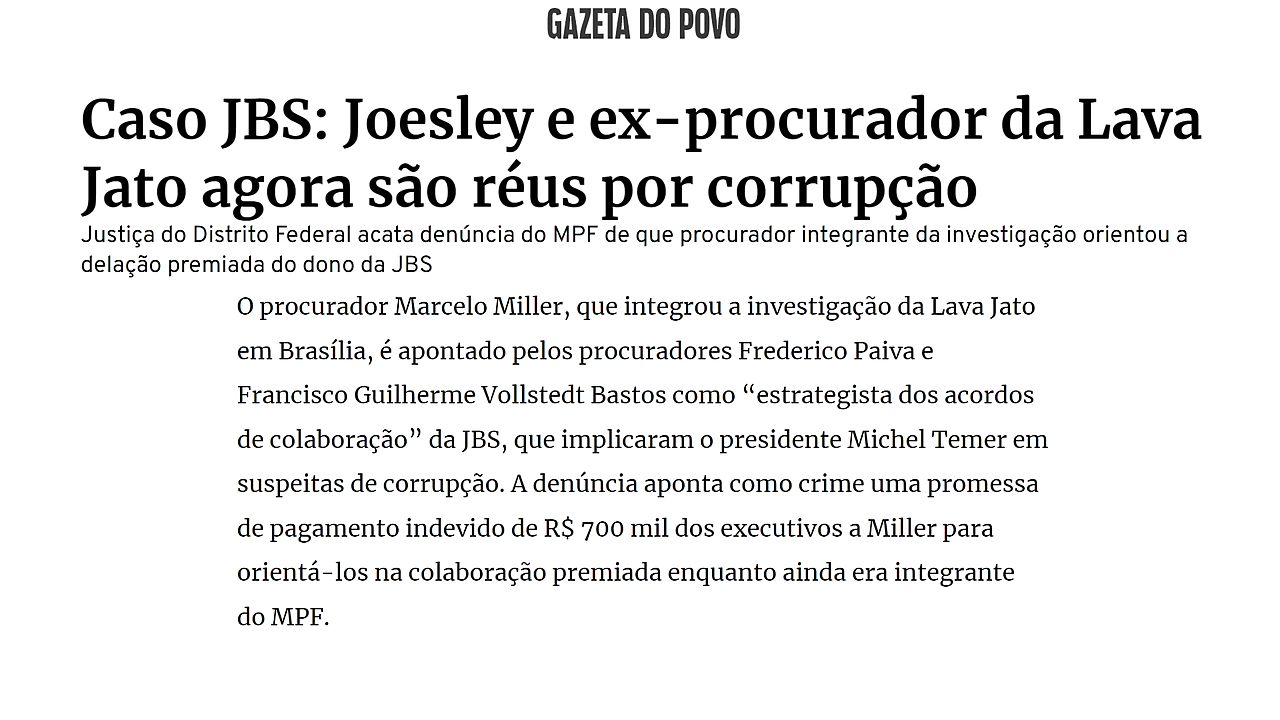 GAZETA DO POVO
Caso JBS: Joesley e ex-procurador da Lava
Jato agora são réus por corrupção
Justiça do Distrito Federal acata denúncia do MPF de que procurador integrante da investigação orientou a
delação premiada do dono da JBS
O procurador Marcelo Miller, que integrou a investigação da Lava Jato
em Brasília, é apontado pelos procuradores Frederico Paiva e
Francisco Guilherme Vollstedt Bastos como “estrategista dos acordos
de colaboração” da JBS, que implicaram o presidente Michel Temer em
suspeitas de corrupção. A denúncia aponta como crime uma promessa
de pagamento indevido de R$ 700 mil dos executivos a Miller para
orientá-los na colaboração premiada enquanto ainda era integrante
do MPF.